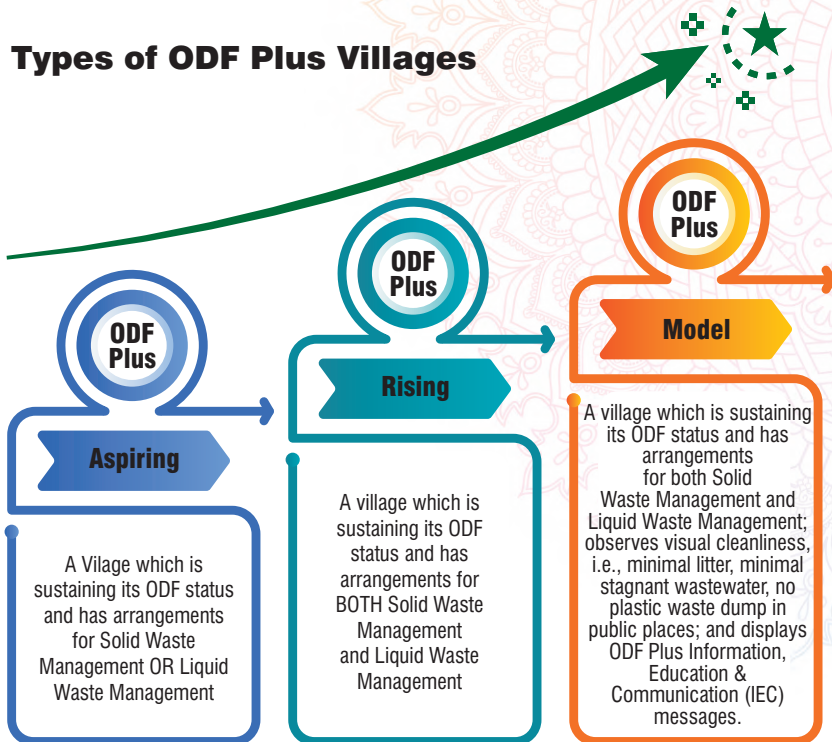 Types of ODF Plus Villages
ODF
Plus
Aspiring
A Vilage which is
sustaining its ODF status
and has arrangements
for Solid Waste
Management OR Liquid
Waste Management
ODF
Plus
Rising
A village which is
sustaining its ODF
status and has
arrangements for
BOTH Solid Waste
Management
and Liquid Waste
Management
ODF
Plus
Model
A village which is sustaining
its ODF status and has
arrangements
for both Solid
Waste Management and
Liquid Waste Management;
observes visual cleanliness,
i.e., minimal litter, minimal
stagnant wastewater, no
plastic waste dump in
public places; and displays
ODF Plus Information,
Education &
Communication (IEC)
messages.